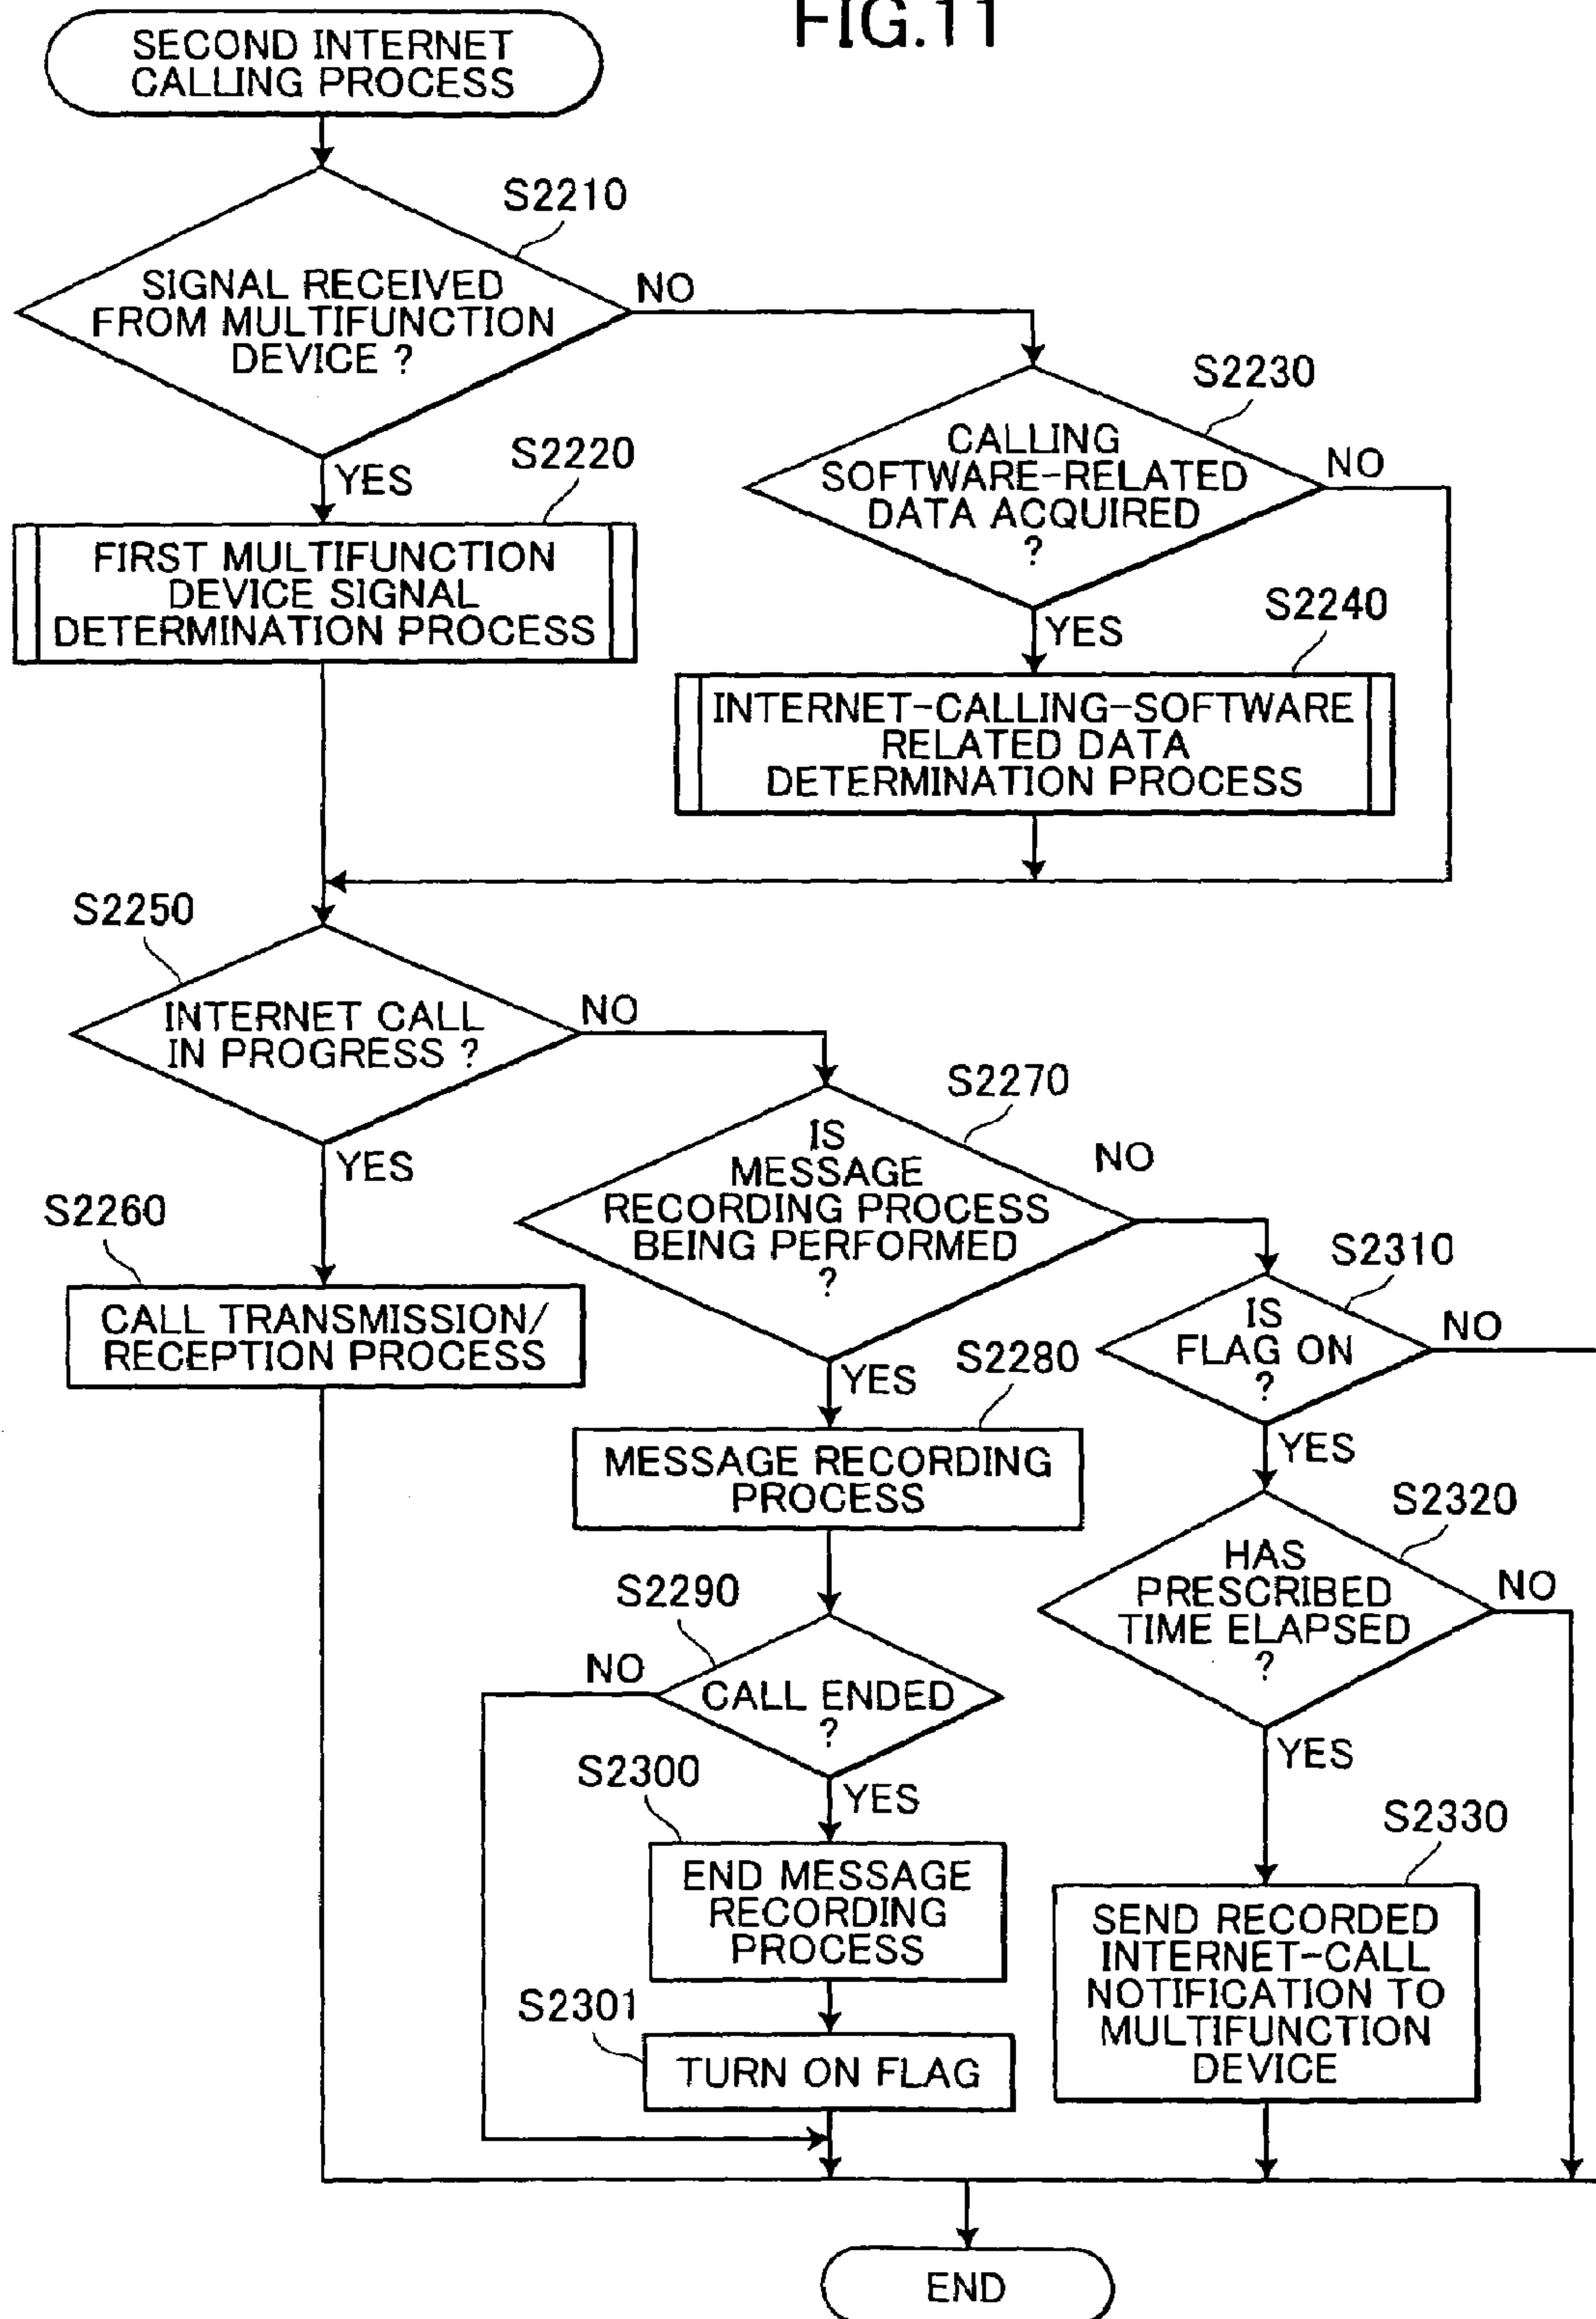 FIG.11
SECOND INTERNET
CALLING PROCESS
S2210
SIGNAL RECEIVED
FROM MULTIFUNCTION
DEVICE ?
NO
YES
S2220
FIRST MULTIFUNCTION
DEVICE SIGNAL
DETERMINATION PROCESS
S2230
CALLING
SOFTWARE-RELATED
DATA ACQUIRED
?
NO
YES
S2240
INTERNET-CALLING-SOFTWARE
RELATED DATA
DETERMINATION PROCESS
S2250
INTERNET CALL
IN PROGRESS ?
NO
YES
S2260
CALL TRANSMISSION/
RECEPTION PROCESS
S2270
IS
MESSAGE
RECORDING PROCESS
BEING PERFORMED
?
NO
YES
S2280
MESSAGE RECORDING
PROCESS
S2290
CALL ENDED
?
NO
YES
S2300
END MESSAGE
RECORDING
PROCESS
S2301
TURN ON FLAG
S2310
IS
FLAG ON
?
NO
YES
S2320
HAS
PRESCRIBED
TIME ELAPSED
?
NO
YES
S2330
SEND RECORDED
INTERNET-CALL
NOTIFICATION TO
MULTIFUNCTION
DEVICE
END